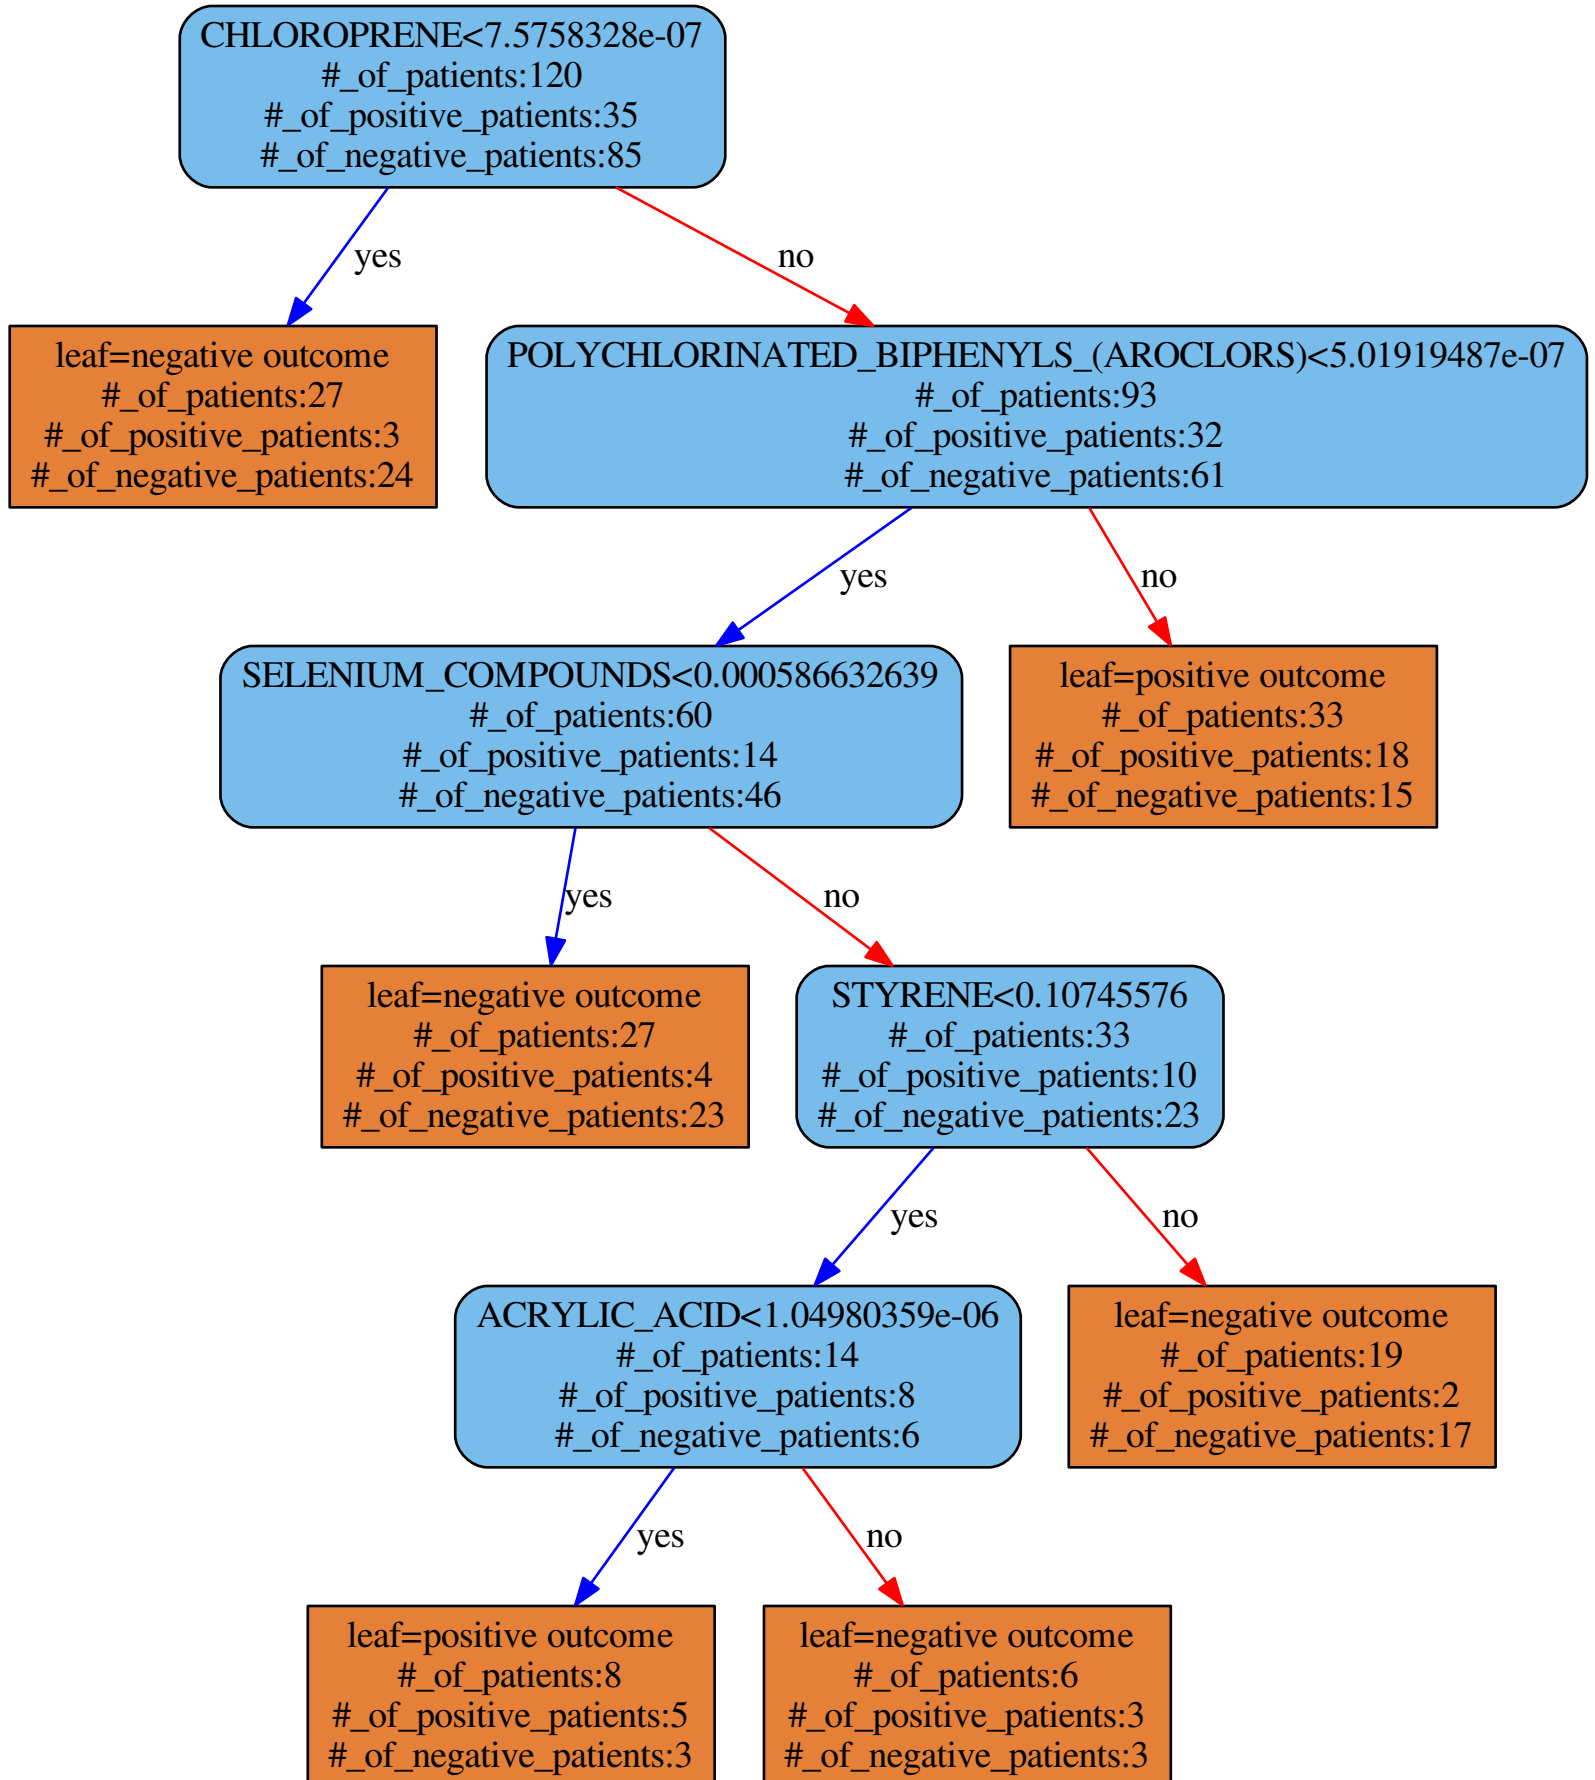 CHLOROPRENE<7.5758328e-07
#_of_patients:120
#_of_positive_patients:35
#_of_negative_patients:85
yes
no
leaf=negative outcome
#_of_patients:27
#_of_positive_patients:3
#_of_negative_patients:24
POLYCHLORINATED_BIPHENYLS_(AROCLORS)<5.01919487e-07
#_of_patients:93
#_of_positive_patients:32
#_of_negative_patients:61
yes
no
SELENIUM_COMPOUNDS<0.000586632639
#_of_patients:60
#_of_positive_patients:14
#_of_negative_patients:46
leaf=positive outcome
#_of_patients:33
#_of_positive_patients:18
#_of_negative_patients:15
yes
no
leaf=negative outcome
#_of_patients:27
#_of_positive_patients:4
#_of_negative_patients:23
STYRENE<0.10745576
#_of_patients:33
#_of_positive_patients:10
#_of_negative_patients:23
yes
no
ACRYLIC_ACID<1.04980359e-06
#_of_patients:14
#_of_positive_patients:8
#_of_negative_patients:6
leaf=negative outcome
#_of_patients:19
#_of_positive_patients:2
#_of_negative_patients:17
yes
no
leaf=positive outcome
#_of_patients:8
#_of_positive_patients:5
#_of_negative_patients:3
leaf=negative outcome
#_of_patients:6
#_of_positive_patients:3
#_of_negative_patients:3